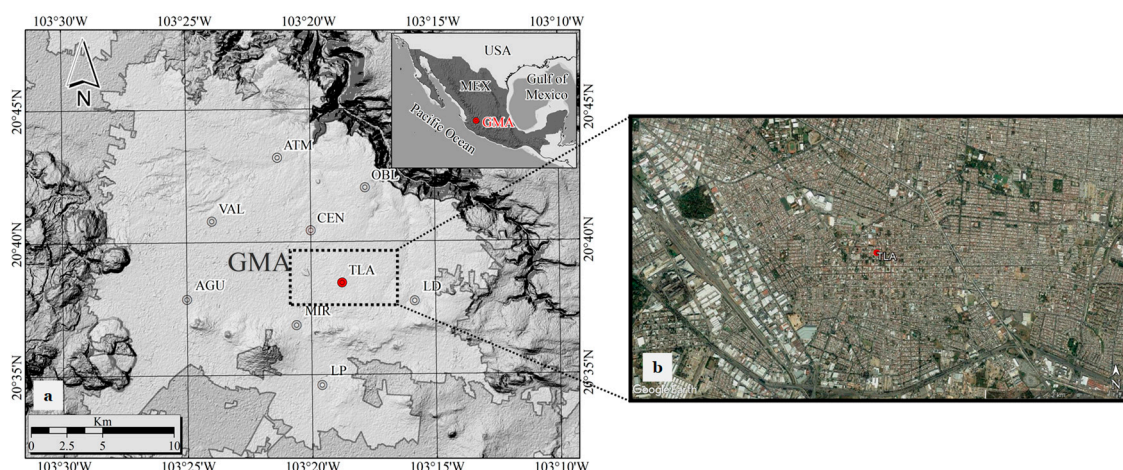 103°30'W 103°25'W 103°20'W 103°15'W 103°10'W
N
USA
Gulf of
Mexico
MEX
GMA
Pacific Ocean
20°45'N
20°45'N
ATM
OBL
VAL
CEN
20°40'N
20°40'N
GMA
TLA
AGU
LD
MIR
20°35'N
20°35'N
LP
a
Km
0 2.5 5 10
103°30'W 103°25'W 103°20'W 103°15'W 103°10'W
TLA
b
Google Earth
N